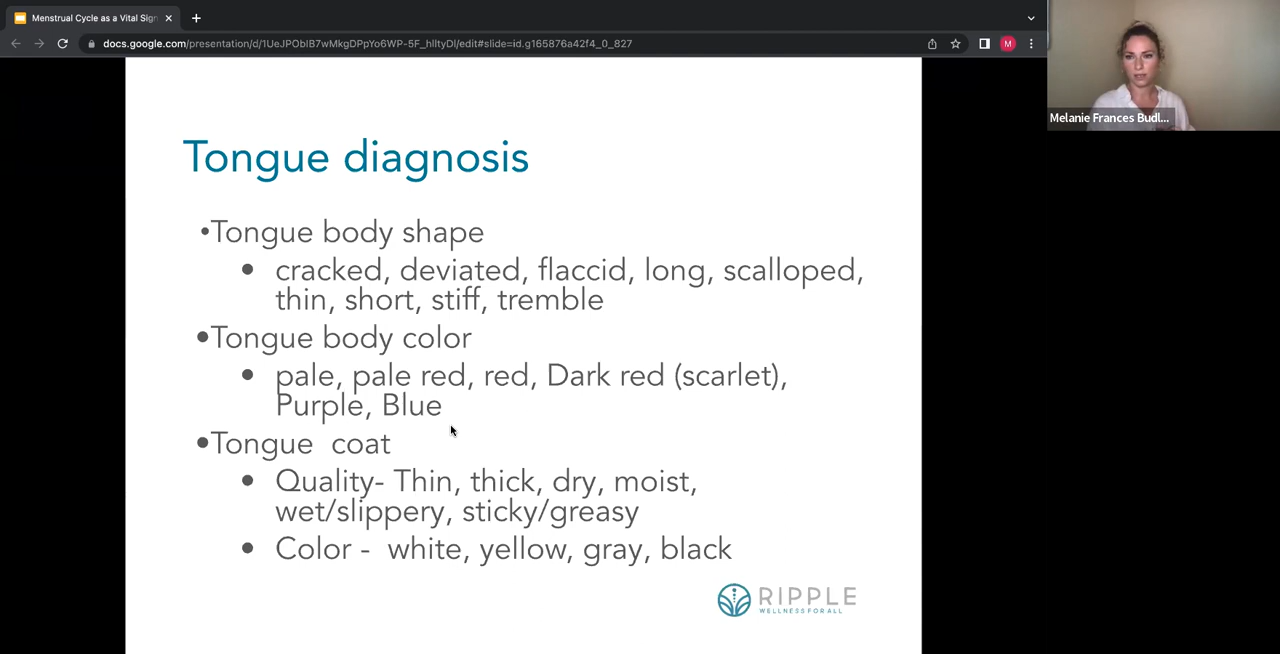 Menstrual Cycle as a Vital Sign
docs.google.com/presentation/d/1UeJPOblB7wMkgDPpYo6WP-5F_hlltyDl/edit#slide=id.g165876a42f4_0_827
M
Melanie Frances Budl...
Tongue diagnosis
•Tongue body shape
• cracked, deviated, flaccid, long, scalloped,
thin, short, stiff, tremble
•Tongue body color
• pale, pale red, red, Dark red (scarlet),
Purple, Blue
•Tongue  coat
• Quality- Thin, thick, dry, moist,
wet/slippery, sticky/greasy
• Color -  white, yellow, gray, black
RIPPLE
WELLNESS FOR ALL